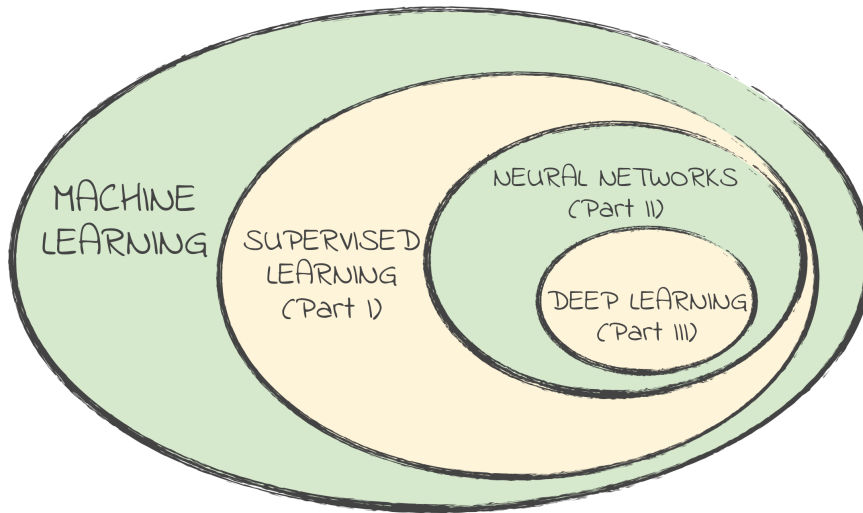 MACHINE
LEARNING
SUPERVISED
LEARNING
(Part I)
NEURAL NETWORKS
(Part II)
DEEP LEARNING
(Part III)